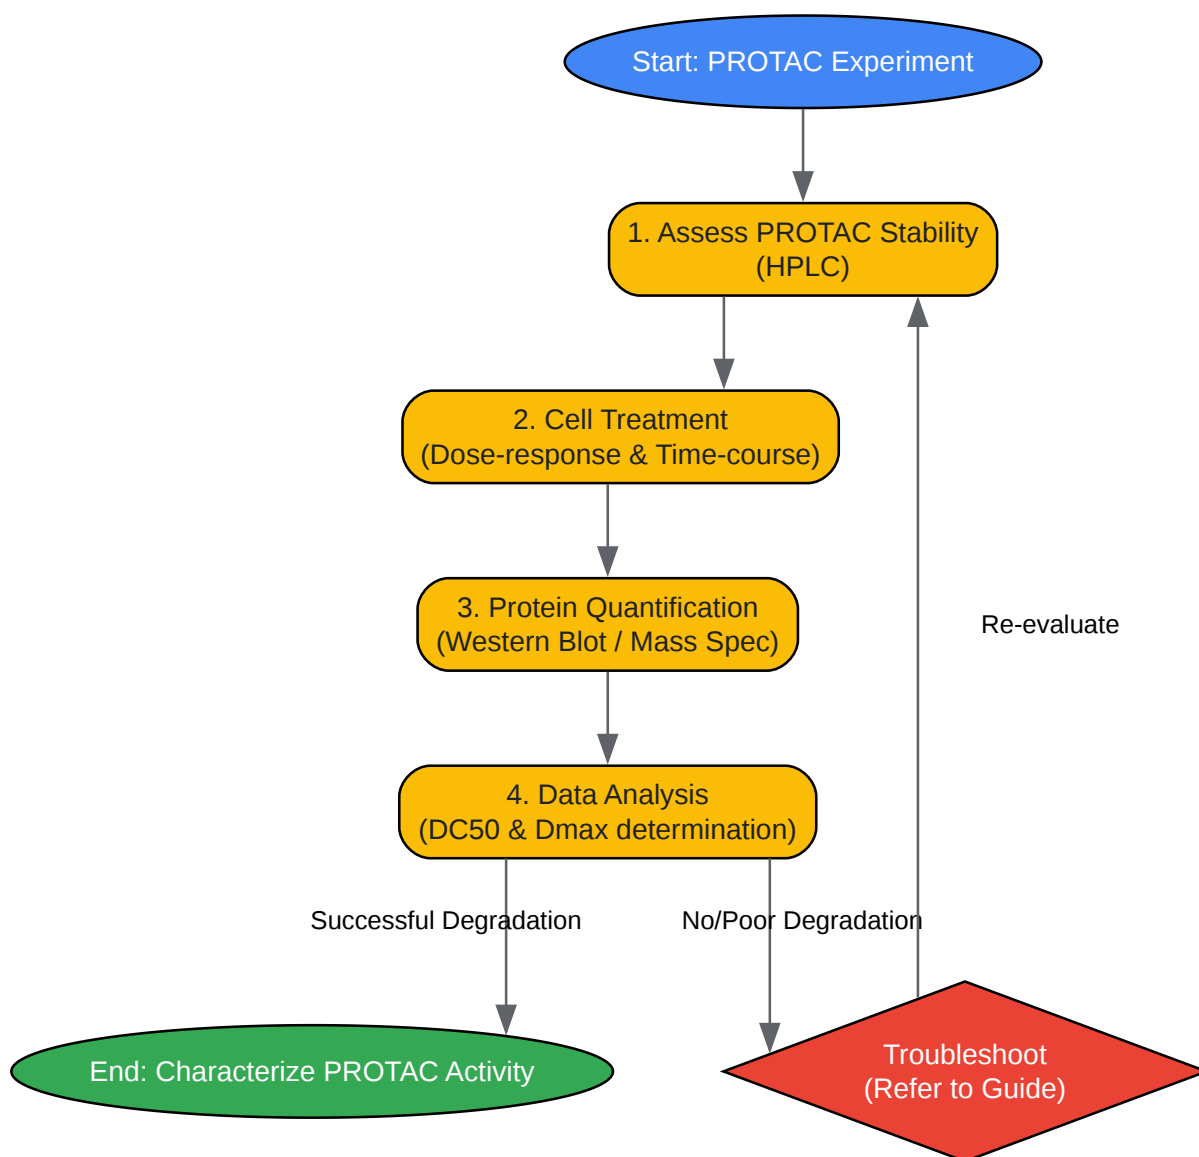 Start: PROTAC Experiment
1. Assess PROTAC Stability
(HPLC)
2. Cell Treatment
(Dose-response & Time-course)
3. Protein Quantification
(Western Blot / Mass Spec)
Re-evaluate
4. Data Analysis
(DC50 & Dmax determination)
Successful Degradation
No/Poor Degradation
End: Characterize PROTAC Activity
Troubleshoot
(Refer to Guide)